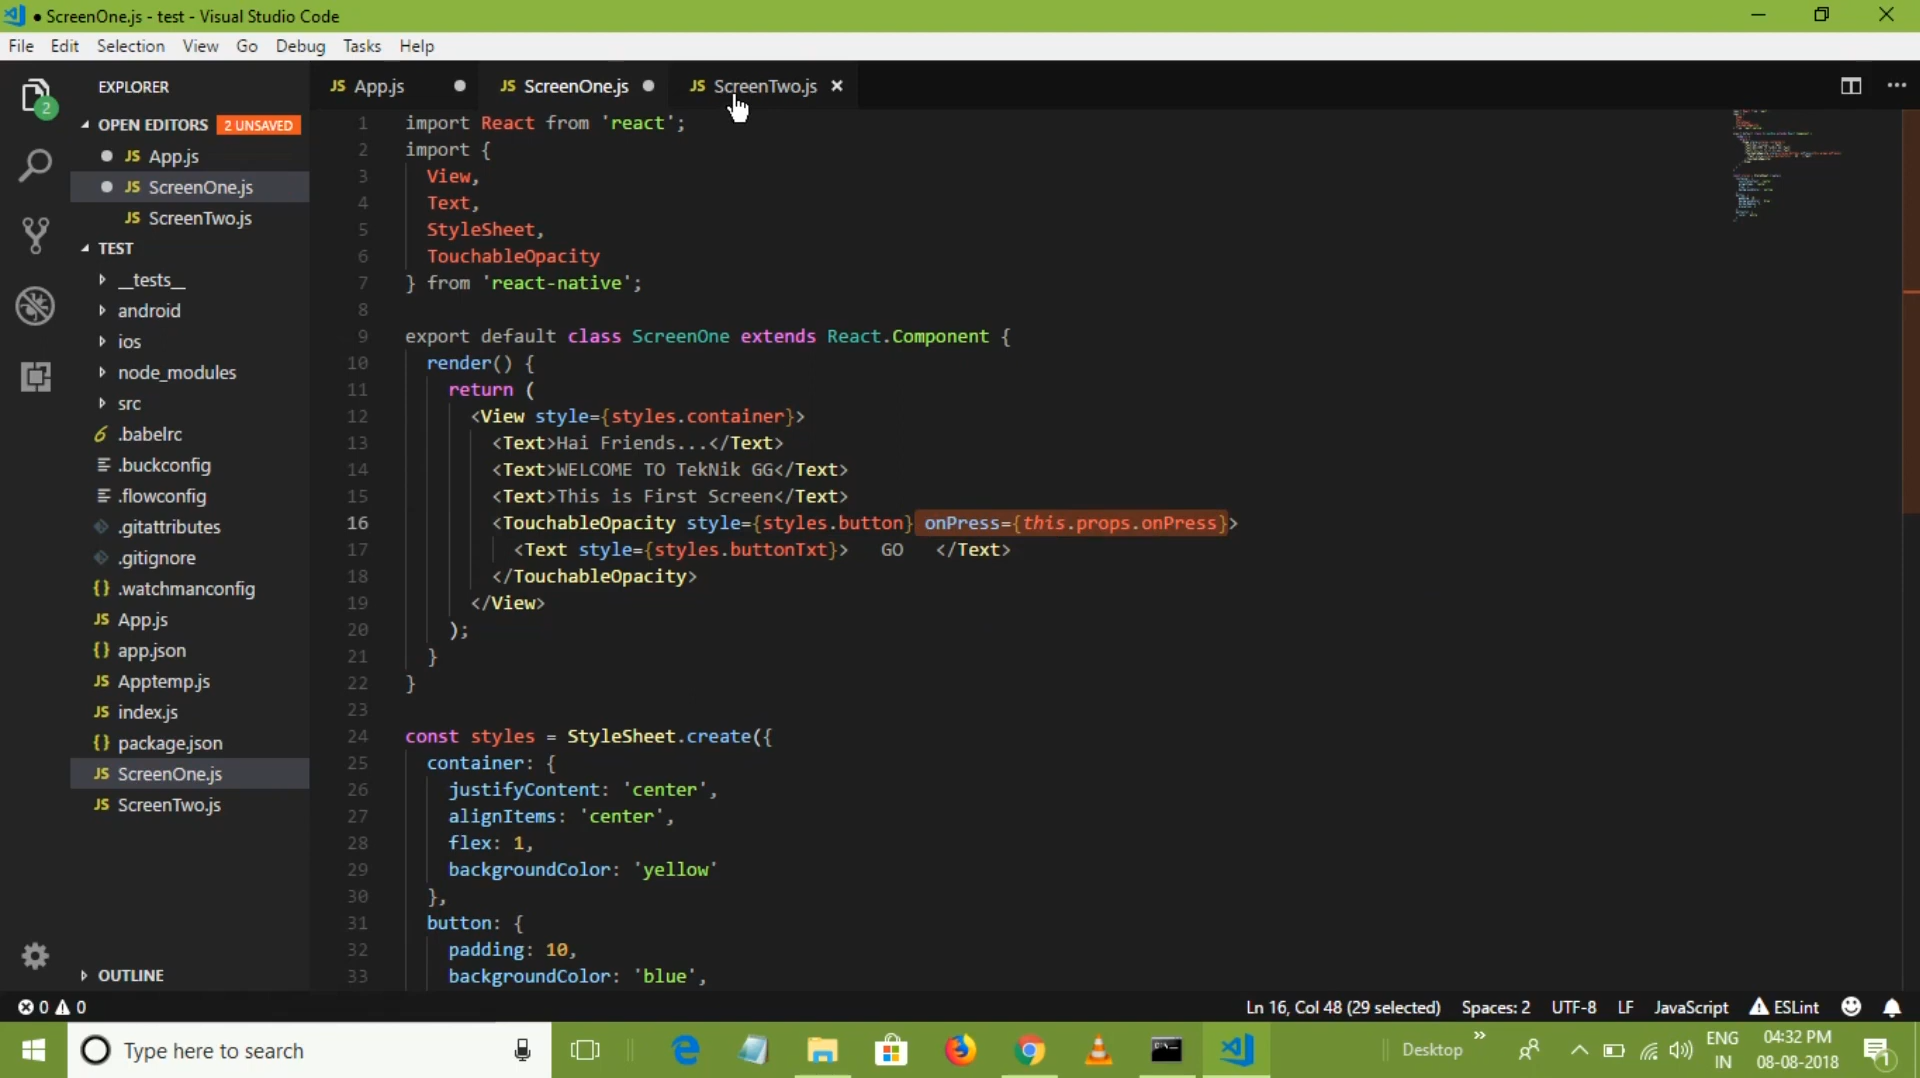 ● ScreenOne.js - test - Visual Studio Code
File Edit Selection View Go Debug Tasks Help
EXPLORER
OPEN EDITORS 2 UNSAVED
JS App.js
JS ScreenOne.js
JS ScreenTwo.js
TEST
__tests__
android
ios
node_modules
src
.babelrc
.buckconfig
.flowconfig
.gitattributes
.gitignore
{} .watchmanconfig
JS App.js
{} app.json
JS Apptemp.js
JS index.js
{} package.json
JS ScreenOne.js
JS ScreenTwo.js
OUTLINE
2
JS App.js ● JS ScreenOne.js ● JS ScreenTwo.js ×
1 import React from 'react';
2 import {
3 View,
4 Text,
5 StyleSheet,
6 TouchableOpacity
7 } from 'react-native';
8
9 export default class ScreenOne extends React.Component {
10 render() {
11 return (
12 <View style={styles.container}>
13 <Text>Hai Friends...</Text>
14 <Text>WELCOME TO TekNik GG</Text>
15 <Text>This is First Screen</Text>
16 <TouchableOpacity style={styles.button} onPress={this.props.onPress}>
17 <Text style={styles.buttonTxt}>   GO   </Text>
18 </TouchableOpacity>
19 </View>
20 );
21 }
22 }
23
24 const styles = StyleSheet.create({
25 container: {
26 justifyContent: 'center',
27 alignItems: 'center',
28 flex: 1,
29 backgroundColor: 'yellow'
30 },
31 button: {
32 padding: 10,
33 backgroundColor: 'blue',
0 0 Ln 16, Col 48 (29 selected) Spaces: 2 UTF-8 LF JavaScript ESLint
Type here to search
Desktop
ENG
IN
04:32 PM
08-08-2018
1